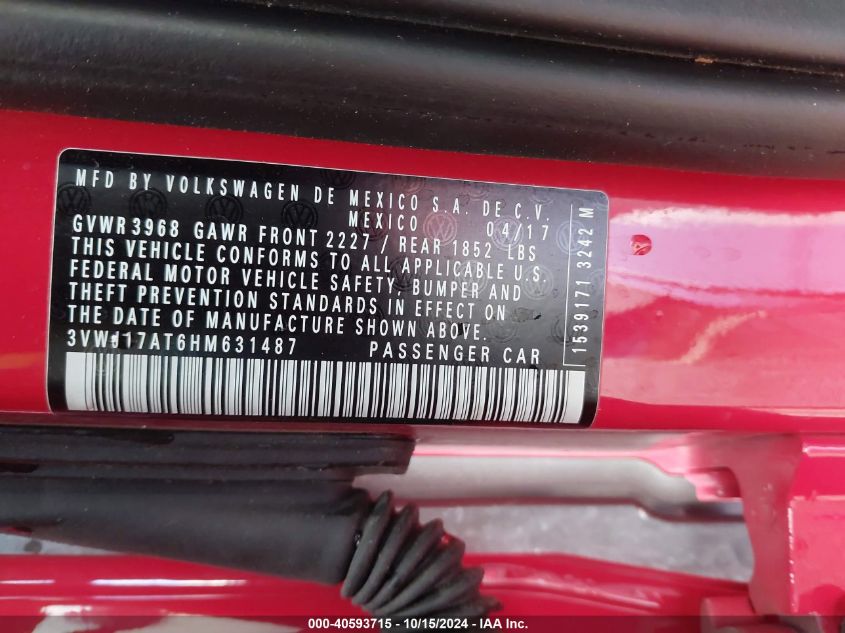 MFD BY VOLKSWAGEN DE MEXICO S.A. DE C.V.
MEXICO 04/17
GVWR 3968 GAWR FRONT 2227 / REAR 1852 LBS
THIS VEHICLE CONFORMS TO ALL APPLICABLE U.S.
FEDERAL MOTOR VEHICLE SAFETY, BUMPER AND
THEFT PREVENTION STANDARDS IN EFFECT ON
THE DATE OF MANUFACTURE SHOWN ABOVE.
3VWJ17AT6HM631487 PASSENGER CAR
1539171 3242 M
000-40593715 - 10/15/2024 - IAA Inc.